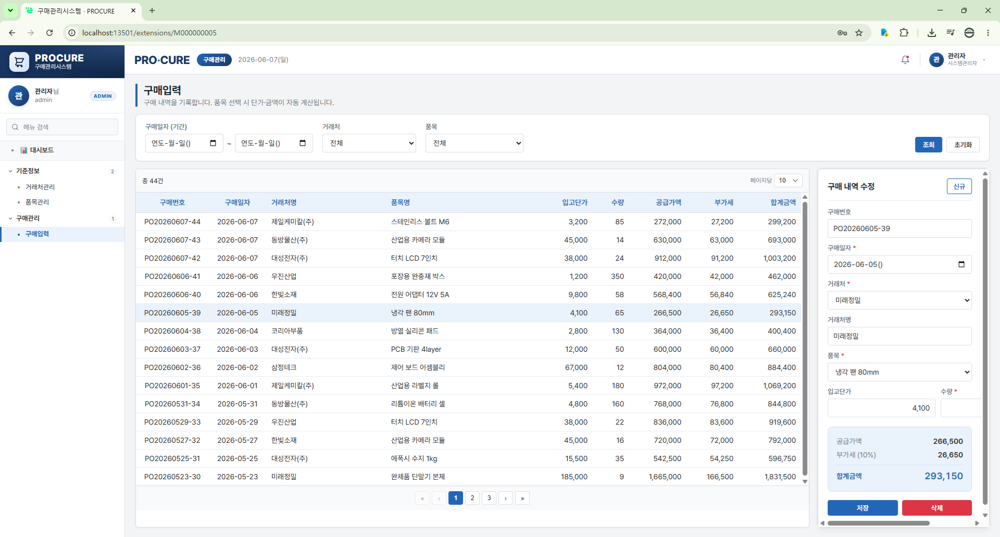 구매관리시스템 · PROCURE
localhost:13501/extensions/M000000005
PROCURE
구매관리시스템
PRO·CURE 구매관리 2026-06-07(일)
관 관리자
시스템관리자
관 관리자님
admin
ADMIN
메뉴 검색
대시보드
기준정보 2
거래처관리
품목관리
구매관리 1
구매입력
구매입력
구매 내역을 기록합니다. 품목 선택 시 단가·금액이 자동 계산됩니다.
구매일자 (기간) 거래처 품목
연도-월-일() ~ 연도-월-일() 전체 전체
조회 초기화
총 44건 페이지당 10
구매번호 구매일자 거래처명 품목명 입고단가 수량 공급가액 부가세 합계금액
PO20260607-44 2026-06-07 제일케미칼(주) 스테인리스 볼트 M6 3,200 85 272,000 27,200 299,200
PO20260607-43 2026-06-07 동방물산(주) 산업용 카메라 모듈 45,000 14 630,000 63,000 693,000
PO20260607-42 2026-06-07 대성전자(주) 터치 LCD 7인치 38,000 24 912,000 91,200 1,003,200
PO20260606-41 2026-06-06 우진산업 포장용 완충재 박스 1,200 350 420,000 42,000 462,000
PO20260606-40 2026-06-06 한빛소재 전원 어댑터 12V 5A 9,800 58 568,400 56,840 625,240
PO20260605-39 2026-06-05 미래정밀 냉각 팬 80mm 4,100 65 266,500 26,650 293,150
PO20260604-38 2026-06-04 코리아부품 방열 실리콘 패드 2,800 130 364,000 36,400 400,400
PO20260603-37 2026-06-03 대성전자(주) PCB 기판 4layer 12,000 50 600,000 60,000 660,000
PO20260602-36 2026-06-02 삼정테크 제어 보드 어셈블리 67,000 12 804,000 80,400 884,400
PO20260601-35 2026-06-01 제일케미칼(주) 산업용 라벨지 롤 5,400 180 972,000 97,200 1,069,200
PO20260531-34 2026-05-31 동방물산(주) 리튬이온 배터리 셀 4,800 160 768,000 76,800 844,800
PO20260529-33 2026-05-29 우진산업 터치 LCD 7인치 38,000 22 836,000 83,600 919,600
PO20260527-32 2026-05-27 한빛소재 산업용 카메라 모듈 45,000 16 720,000 72,000 792,000
PO20260525-31 2026-05-25 대성전자(주) 에폭시 수지 1kg 15,500 35 542,500 54,250 596,750
PO20260523-30 2026-05-23 미래정밀 완제품 단말기 본체 185,000 9 1,665,000 166,500 1,831,500
« ‹ 1 2 3 › »
구매 내역 수정 신규
구매번호
PO20260605-39
구매일자 *
2026-06-05()
거래처 *
미래정밀
거래처명
미래정밀
품목 *
냉각 팬 80mm
입고단가 수량 *
4,100
공급가액 266,500
부가세 (10%) 26,650
합계금액 293,150
저장 삭제